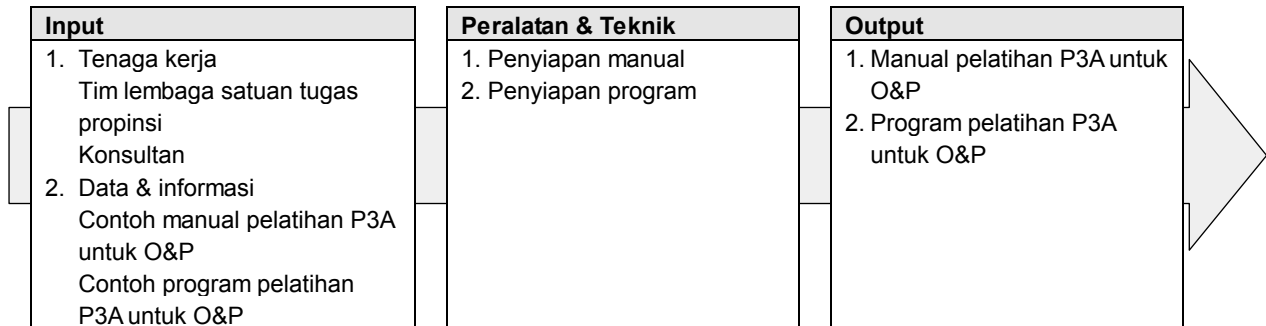 Input
1. Tenaga kerja
Tim lembaga satuan tugas
propinsi
Konsultan
2. Data & informasi
Contoh manual pelatihan P3A
untuk O&P
Contoh program pelatihan
P3A untuk O&P
Peralatan & Teknik
1. Penyiapan manual
2. Penyiapan program
Output
1. Manual pelatihan P3A untuk
O&P
2. Program pelatihan P3A
untuk O&P